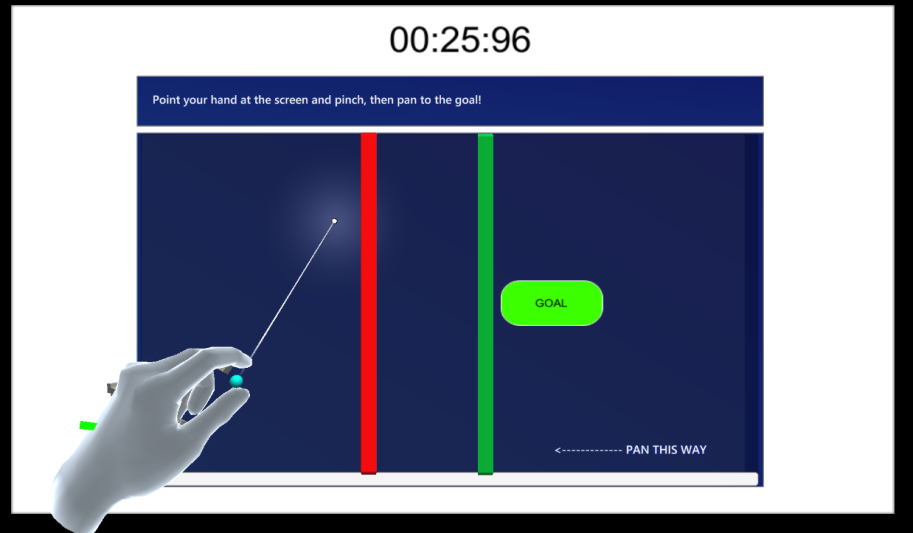 00:25:96
Point your hand at the screen and pinch, then pan to the goal!
GOAL
<------------- PAN THIS WAY